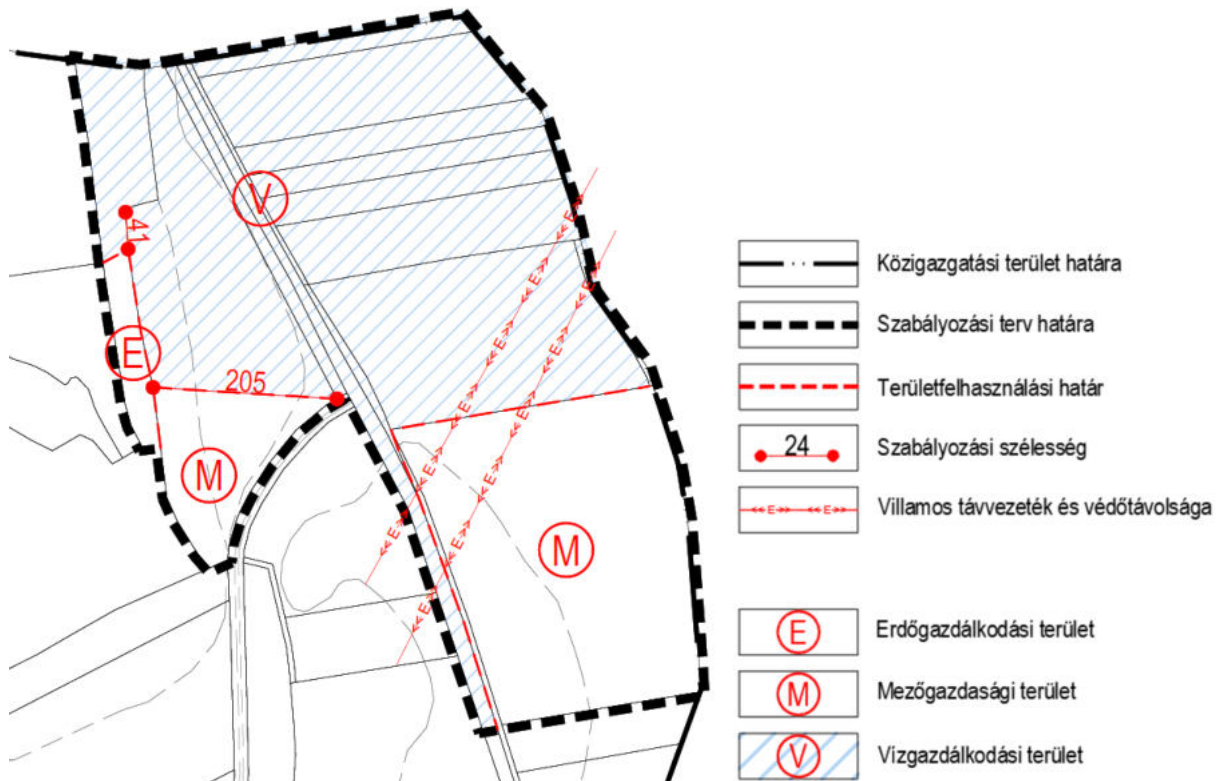 V
41
E
205
M
M
<<E>> <<E>> <<E>> <<E>> <<E>> <<E>>
<<E>> <<E>> <<E>> <<E>> <<E>> <<E>>
Közigazgatási terület határa
Szabályozási terv határa
Területfelhasználási határ
24 Szabályozási szélesség
<<E>> <<E>> Villamos távvezeték és védőtávolsága
E Erdőgazdálkodási terület
M Mezőgazdasági terület
V Vízgazdálkodási terület